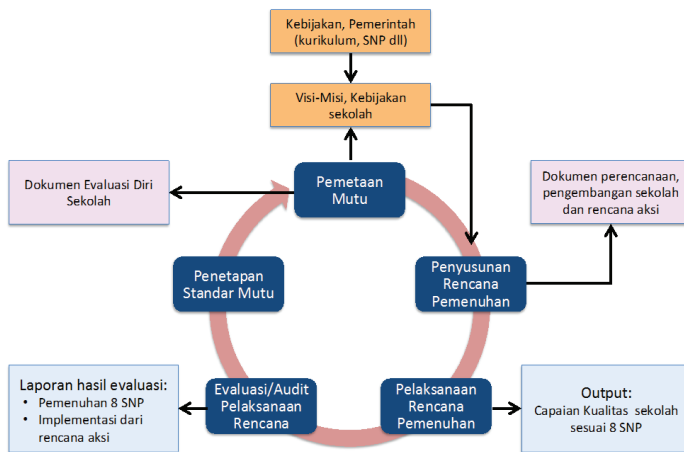 Kebijakan, Pemerintah
(kurikulum, SNP dll)
Visi-Misi, Kebijakan
sekolah
Pemetaan
Mutu
Dokumen Evaluasi Diri
Sekolah
Dokumen perencanaan,
pengembangan sekolah
dan rencana aksi
Penetapan
Standar Mutu
Penyusunan
Rencana
Pemenuhan
Laporan hasil evaluasi:
• Pemenuhan 8 SNP
• Implementasi dari
rencana aksi
Evaluasi/Audit
Pelaksanaan
Rencana
Pelaksanaan
Rencana
Pemenuhan
Output:
Capaian Kualitas sekolah
sesuai 8 SNP